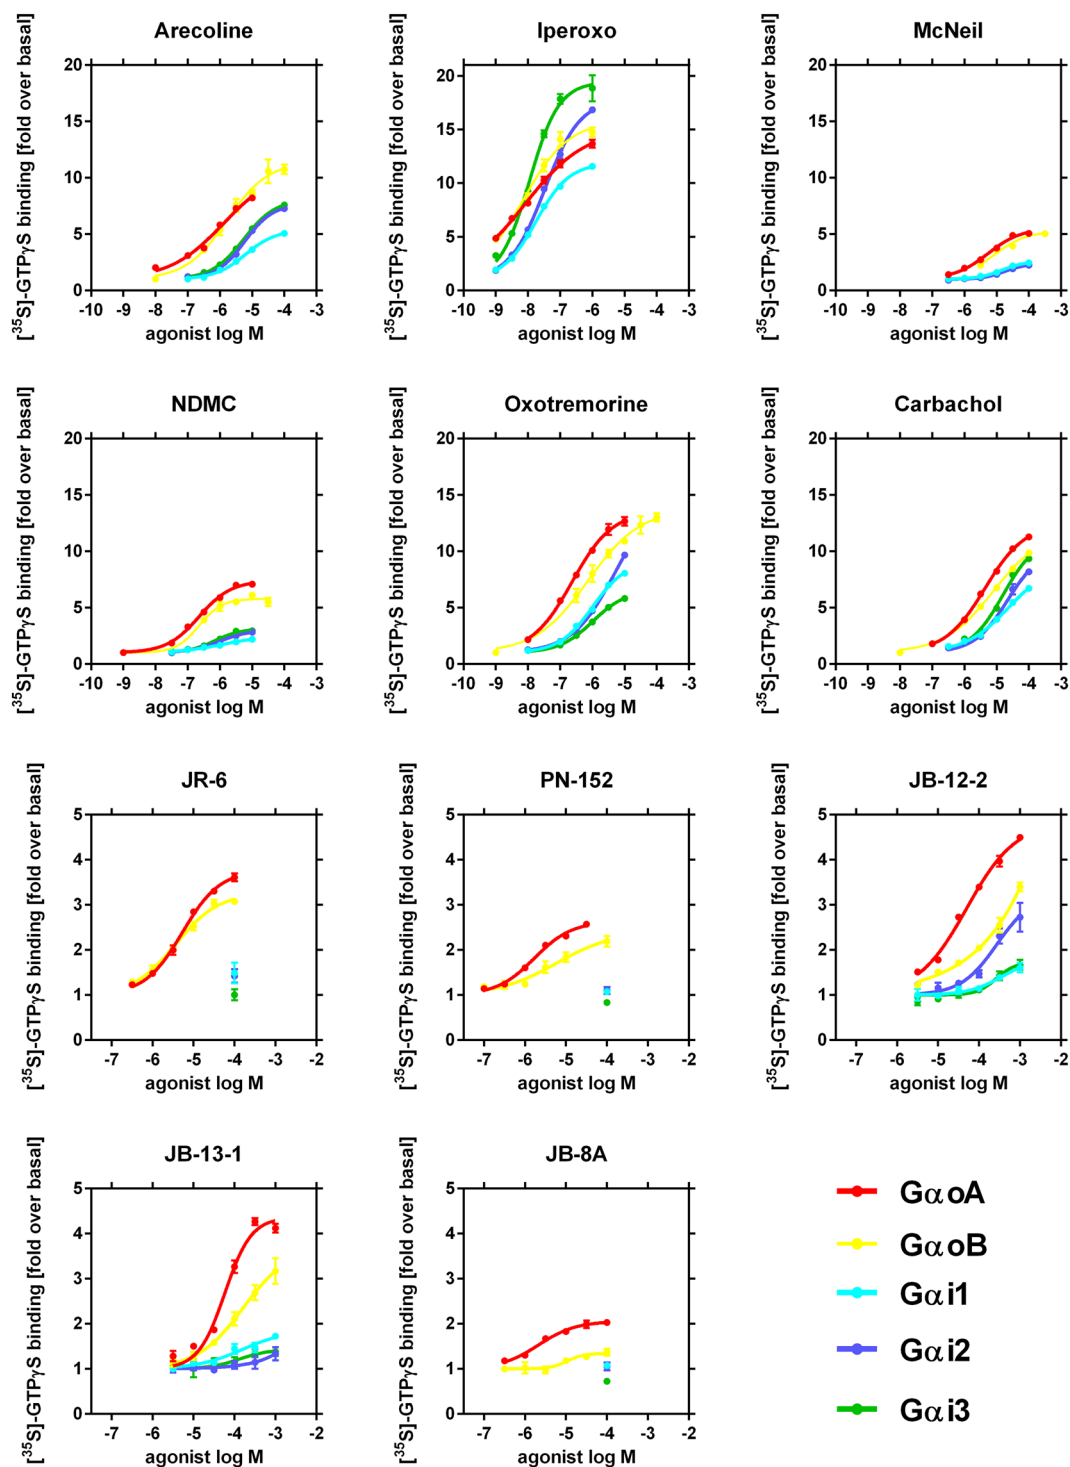 Arecoline
Iperoxo
McNeil
[³⁵S]-GTPγS binding [fold over basal]
20
15
10
5
0
-10 -9 -8 -7 -6 -5 -4 -3
agonist log M
[³⁵S]-GTPγS binding [fold over basal]
20
15
10
5
0
-10 -9 -8 -7 -6 -5 -4 -3
agonist log M
[³⁵S]-GTPγS binding [fold over basal]
20
15
10
5
0
-10 -9 -8 -7 -6 -5 -4 -3
agonist log M
NDMC
Oxotremorine
Carbachol
[³⁵S]-GTPγS binding [fold over basal]
20
15
10
5
0
-10 -9 -8 -7 -6 -5 -4 -3
agonist log M
[³⁵S]-GTPγS binding [fold over basal]
20
15
10
5
0
-10 -9 -8 -7 -6 -5 -4 -3
agonist log M
[³⁵S]-GTPγS binding [fold over basal]
20
15
10
5
0
-10 -9 -8 -7 -6 -5 -4 -3
agonist log M
JR-6
PN-152
JB-12-2
[³⁵S]-GTPγS binding [fold over basal]
5
4
3
2
1
0
-7 -6 -5 -4 -3 -2
agonist log M
[³⁵S]-GTPγS binding [fold over basal]
5
4
3
2
1
0
-7 -6 -5 -4 -3 -2
agonist log M
[³⁵S]-GTPγS binding [fold over basal]
5
4
3
2
1
0
-7 -6 -5 -4 -3 -2
agonist log M
JB-13-1
JB-8A
[³⁵S]-GTPγS binding [fold over basal]
5
4
3
2
1
0
-7 -6 -5 -4 -3 -2
agonist log M
[³⁵S]-GTPγS binding [fold over basal]
5
4
3
2
1
0
-7 -6 -5 -4 -3 -2
agonist log M
GαoA
GαoB
Gαi1
Gαi2
Gαi3